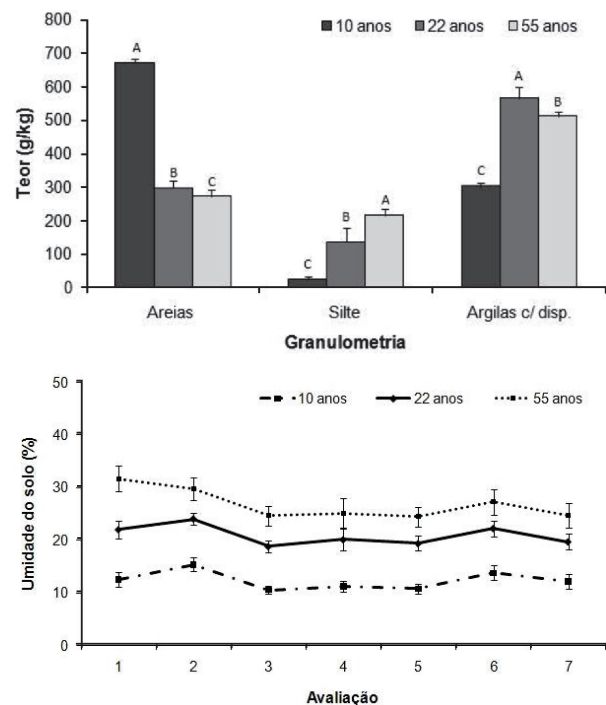 800
700
600
500
400
300
200
100
0
Teor (g/kg)
10 anos 22 anos 55 anos
A
B
C
C
B
A
C
A
B
Areias Silte Argilas c/ disp.
Granulometria
50
40
30
20
10
0
Umidade do solo (%)
10 anos 22 anos 55 anos
1 2 3 4 5 6 7
Avaliação